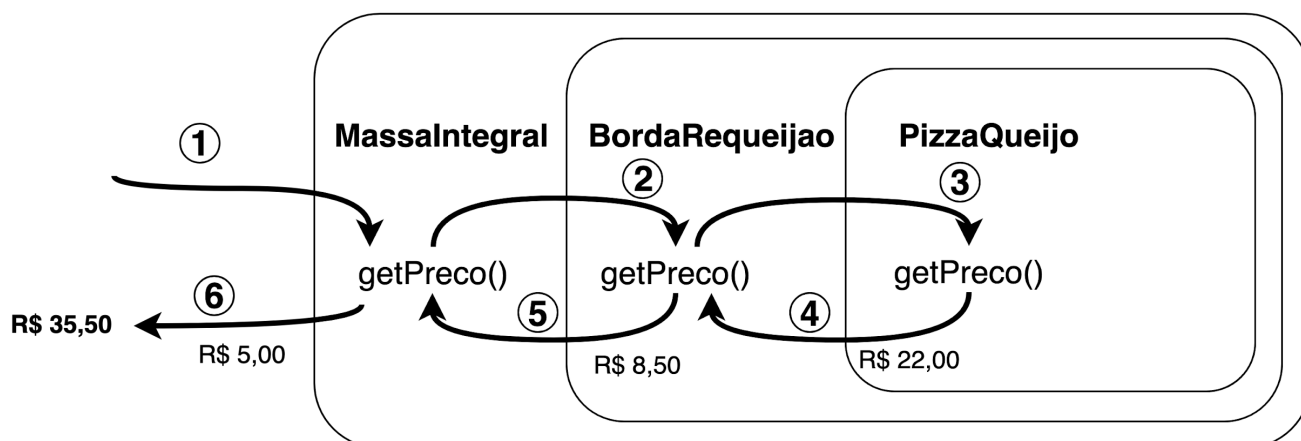 ①
MassaIntegral
BordaRequeijao
PizzaQueijo
②
③
getPreco()
getPreco()
getPreco()
⑥
⑤
④
R$ 35,50
R$ 5,00
R$ 8,50
R$ 22,00